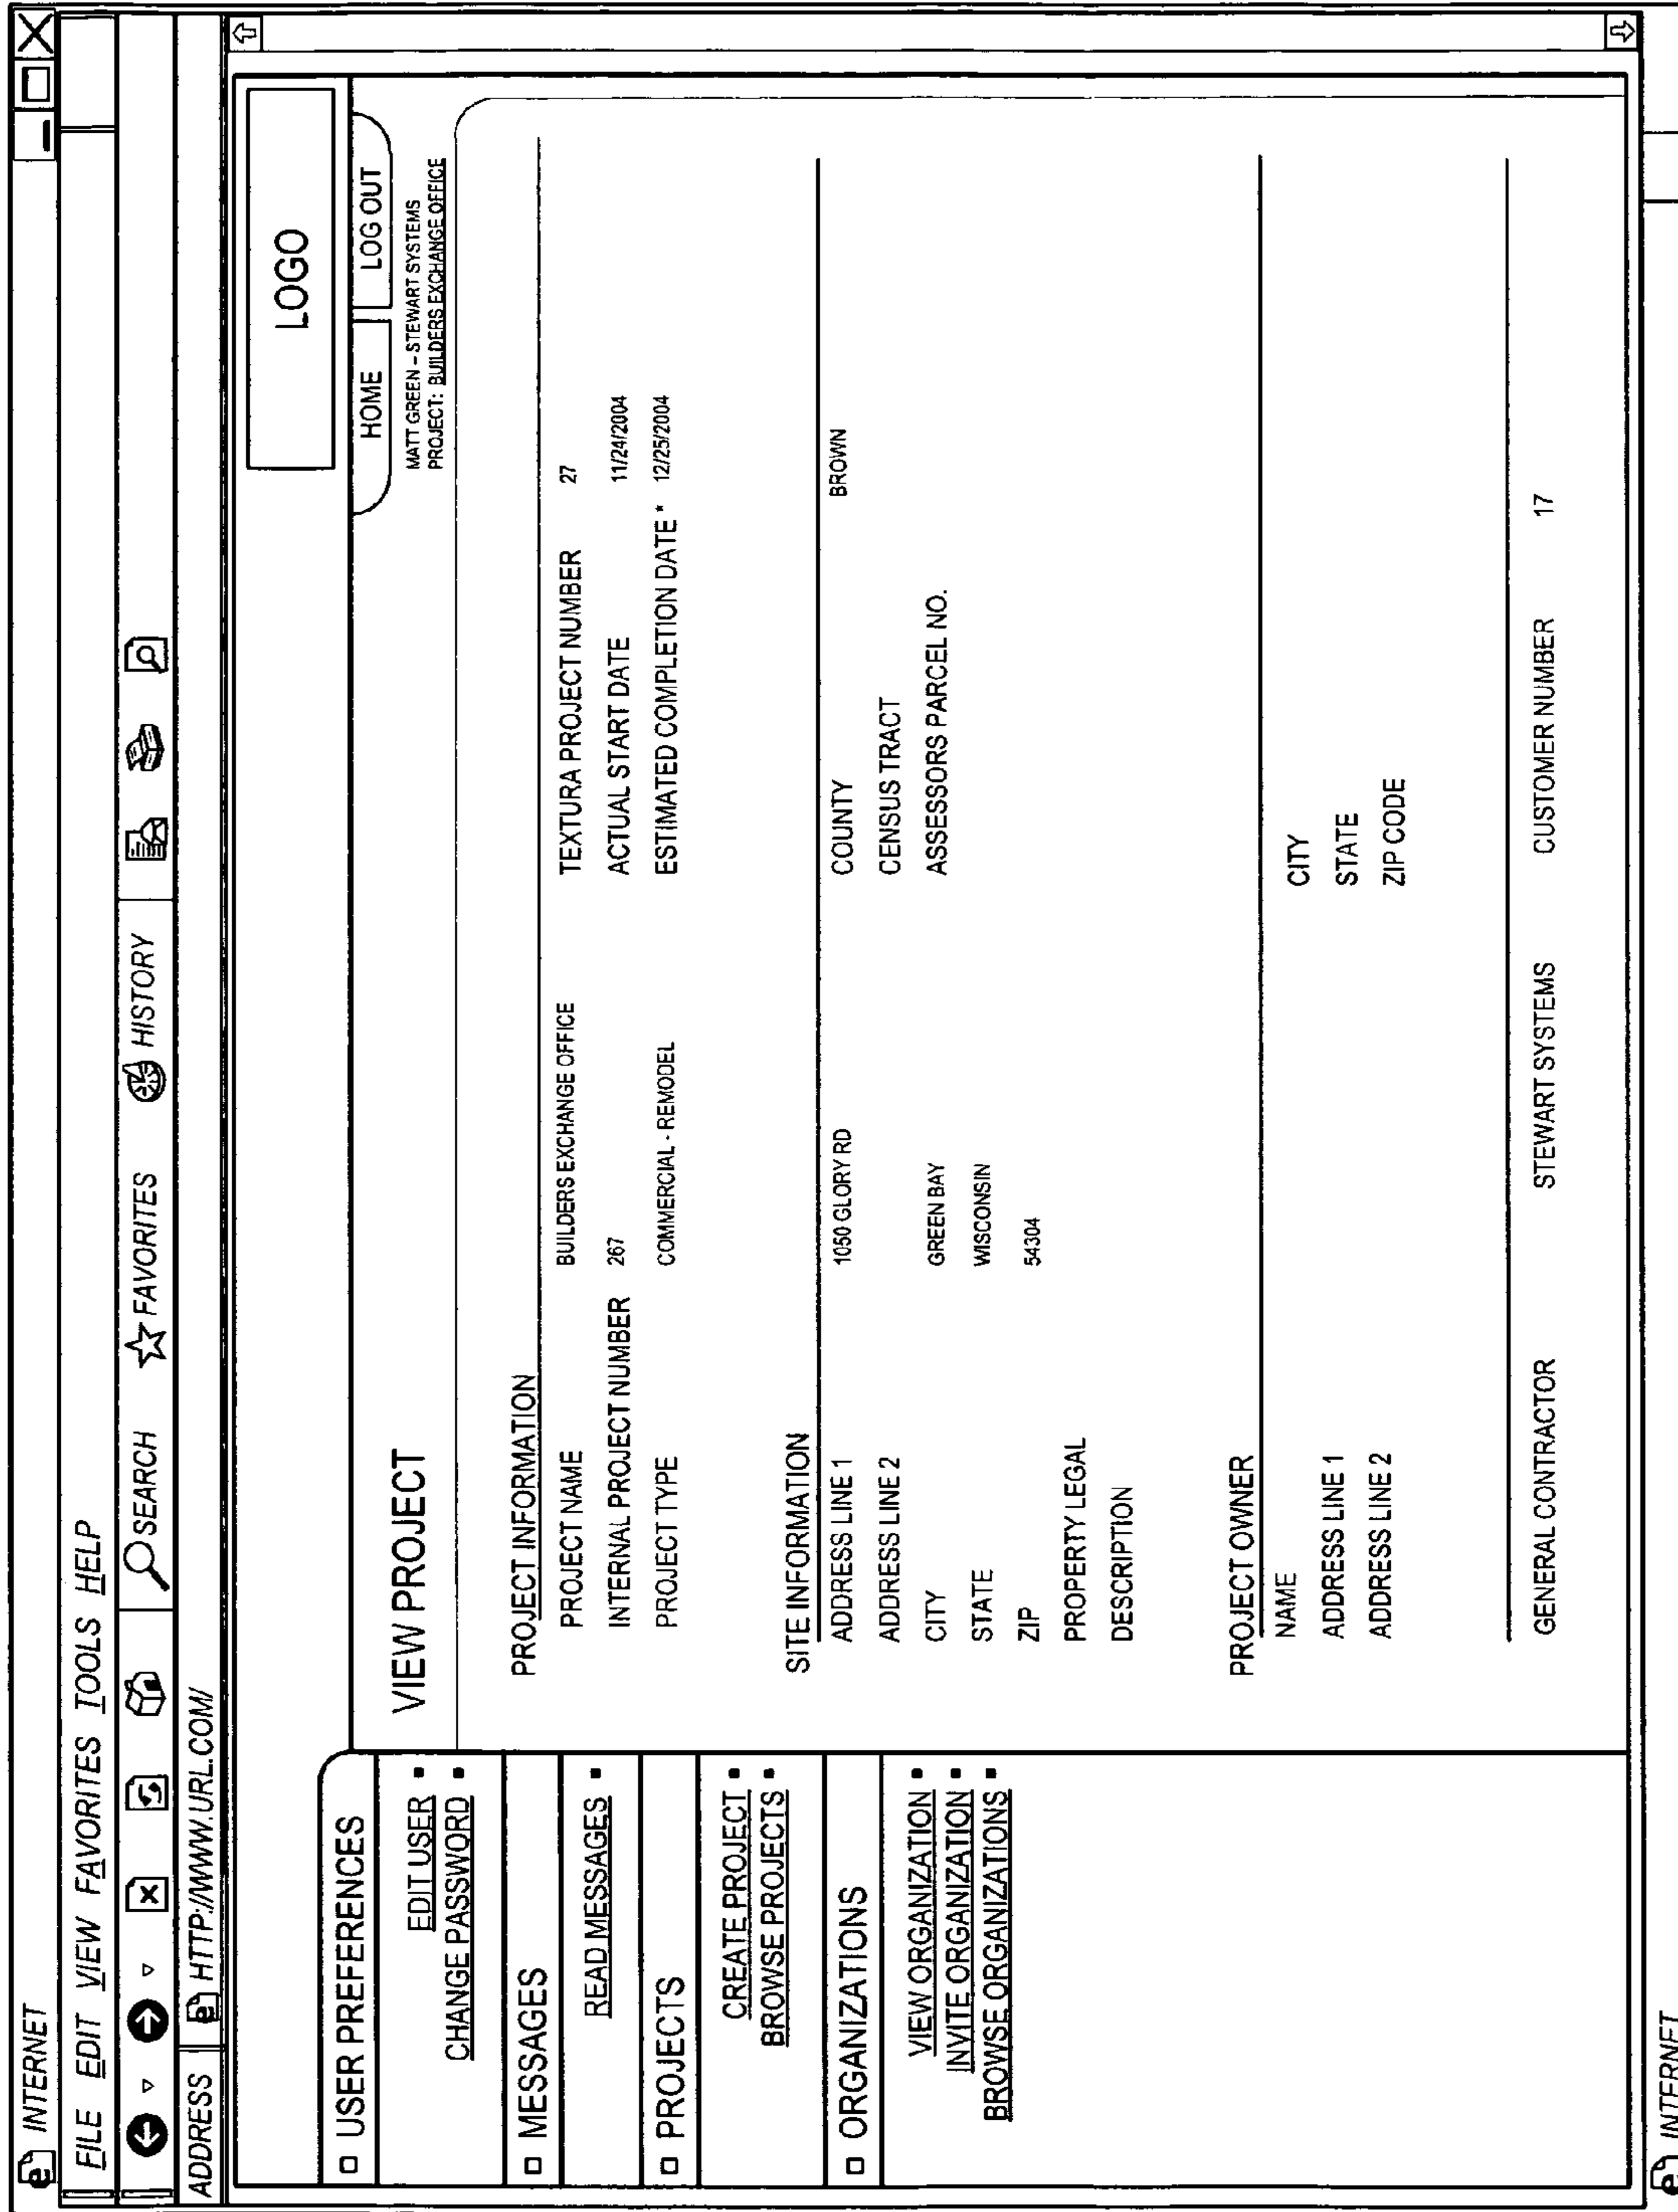 INTERNET
FILE EDIT VIEW FAVORITES TOOLS HELP
SEARCH FAVORITES HISTORY
ADDRESS HTTP://WWW.URL.COM/
LOGO
HOME LOG OUT
MATT GREEN – STEWART SYSTEMS
PROJECT: BUILDERS EXCHANGE OFFICE
USER PREFERENCES
EDIT USER
CHANGE PASSWORD
MESSAGES
READ MESSAGES
PROJECTS
CREATE PROJECT
BROWSE PROJECTS
ORGANIZATIONS
VIEW ORGANIZATION
INVITE ORGANIZATION
BROWSE ORGANIZATIONS
VIEW PROJECT
PROJECT INFORMATION
PROJECT NAME BUILDERS EXCHANGE OFFICE TEXTURA PROJECT NUMBER 27
INTERNAL PROJECT NUMBER 267 ACTUAL START DATE 11/24/2004
PROJECT TYPE COMMERCIAL - REMODEL ESTIMATED COMPLETION DATE * 12/25/2004
SITE INFORMATION
ADDRESS LINE 1 1050 GLORY RD COUNTY BROWN
ADDRESS LINE 2 CENSUS TRACT
CITY GREEN BAY ASSESSORS PARCEL NO.
STATE WISCONSIN
ZIP 54304
PROPERTY LEGAL
DESCRIPTION
PROJECT OWNER
NAME CITY
ADDRESS LINE 1 STATE
ADDRESS LINE 2 ZIP CODE
GENERAL CONTRACTOR STEWART SYSTEMS CUSTOMER NUMBER 17
INTERNET